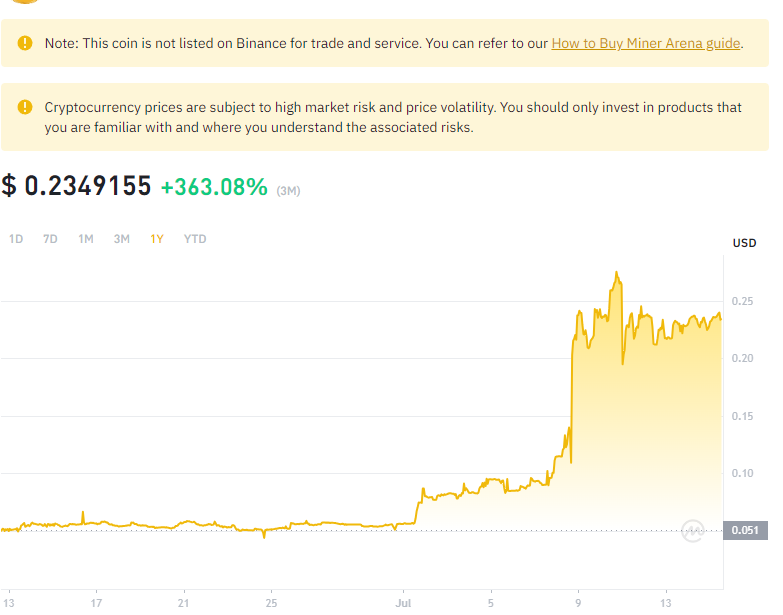 Note: This coin is not listed on Binance for trade and service. You can refer to our How to Buy Miner Arena guide.
Cryptocurrency prices are subject to high market risk and price volatility. You should only invest in products that
you are familiar with and where you understand the associated risks.
$ 0.2349155 +363.08% (3M)
1D 7D 1M 3M 1Y YTD
USD
0.25
0.20
0.15
0.10
0.051
13 17 21 25 Jul 5 9 13